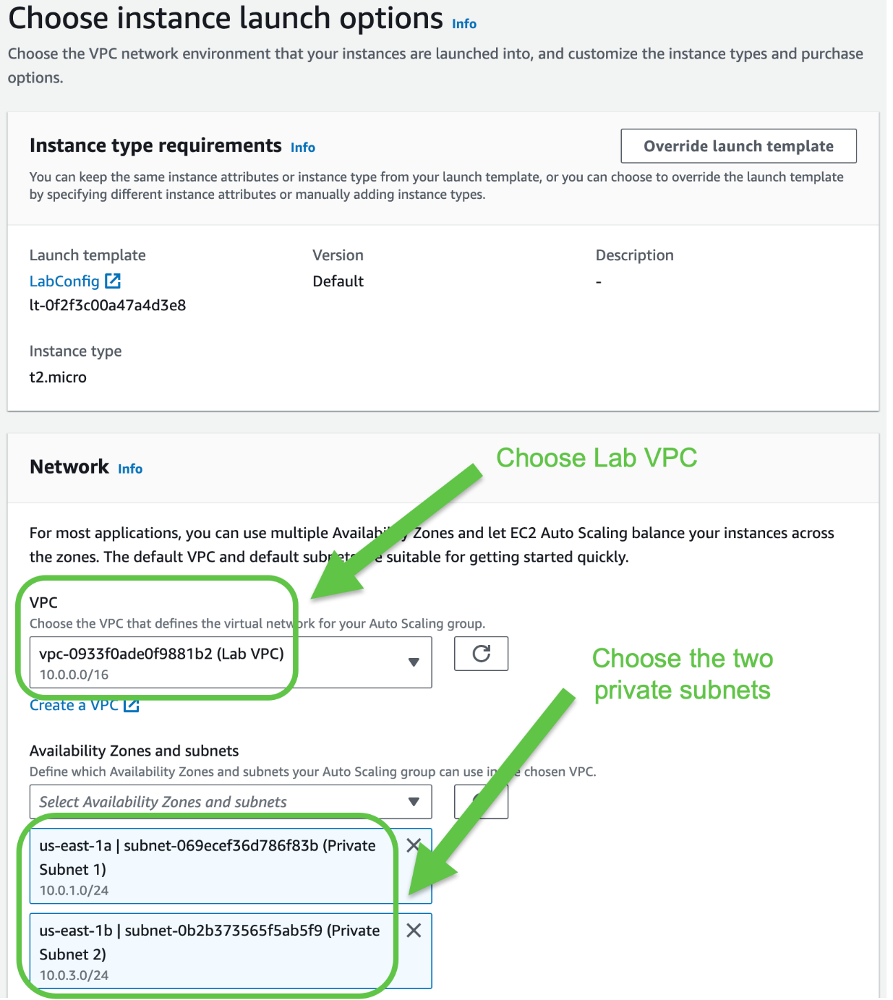 Choose instance launch options Info
Choose the VPC network environment that your instances are launched into, and customize the instance types and purchase
options.
Instance type requirements Info
Override launch template
You can keep the same instance attributes or instance type from your launch template, or you can choose to override the launch template
by specifying different instance attributes or manually adding instance types.
Launch template
Version
Description
LabConfig
Default
-
lt-0f2f3c00a47a4d3e8
Instance type
t2.micro
Network Info
Choose Lab VPC
For most applications, you can use multiple Availability Zones and let EC2 Auto Scaling balance your instances across
the zones. The default VPC and default subnets suitable for getting started quickly.
VPC
Choose the VPC that defines the virtual network for your Auto Scaling group.
vpc-0933f0ade0f9881b2 (Lab VPC)
10.0.0.0/16
Create a VPC
Choose the two
private subnets
Availability Zones and subnets
Define which Availability Zones and subnets your Auto Scaling group can use in chosen VPC.
Select Availability Zones and subnets
us-east-1a | subnet-069ecef36d786f83b (Private
Subnet 1)
10.0.1.0/24
us-east-1b | subnet-0b2b373565f5ab5f9 (Private
Subnet 2)
10.0.3.0/24